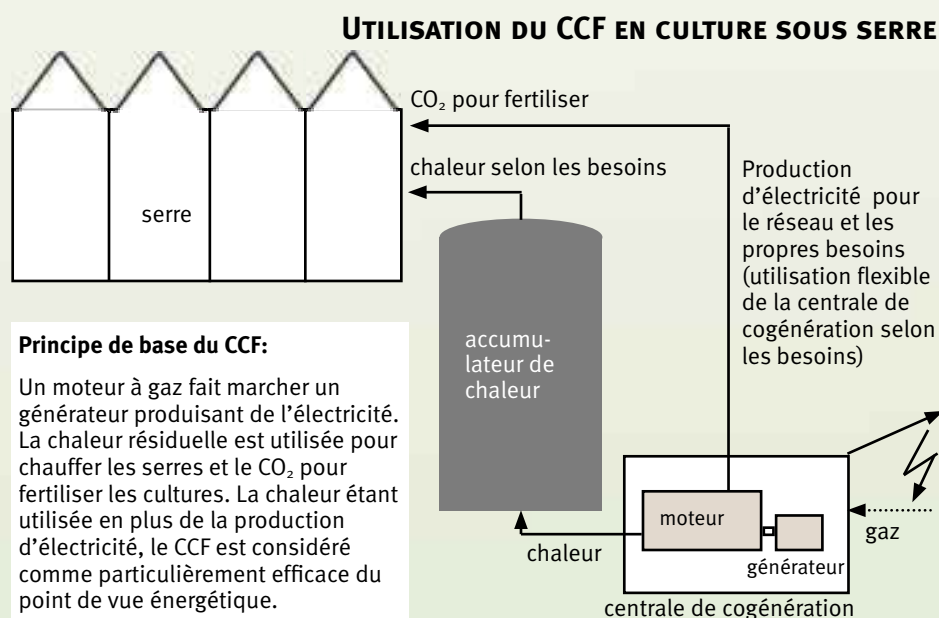 UTILISATION DU CCF EN CULTURE SOUS SERRE
CO₂ pour fertiliser
chaleur selon les besoins
serre
Production
d'électricité pour
le réseau et les
propres besoins
(utilisation flexible
de la centrale de
cogénération selon
les besoins)
accumu-
lateur de
chaleur
Principe de base du CCF:
Un moteur à gaz fait marcher un
générateur produisant de l'électricité.
La chaleur résiduelle est utilisée pour
chauffer les serres et le CO₂ pour
fertiliser les cultures. La chaleur étant
utilisée en plus de la production
d'électricité, le CCF est considéré
comme particulièrement efficace du
point de vue énergétique.
chaleur
moteur
générateur
gaz
centrale de cogénération